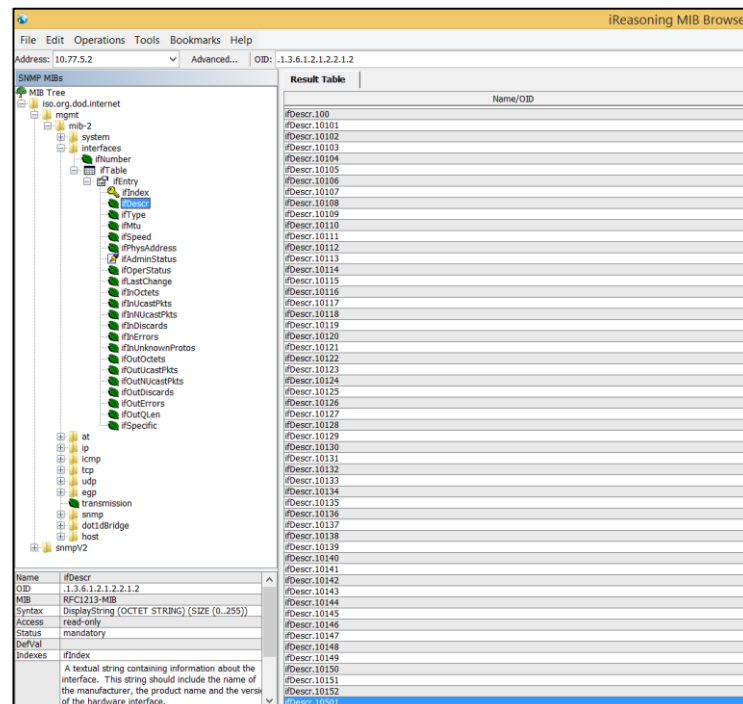 iReasoning MIB Browse
File Edit Operations Tools Bookmarks Help
Address: 10.77.5.2 Advanced... OID: .1.3.6.1.2.1.2.2.1.2
SNMP MIBs
MIB Tree
iso.org.dod.internet
mgmt
mib-2
system
interfaces
ifNumber
ifTable
ifEntry
ifIndex
ifDescr
ifType
ifMtu
ifSpeed
ifPhysAddress
ifAdminStatus
ifOperStatus
ifLastChange
ifInOctets
ifInUcastPkts
ifInNUcastPkts
ifInDiscards
ifInErrors
ifInUnknownProtos
ifOutOctets
ifOutUcastPkts
ifOutNUcastPkts
ifOutDiscards
ifOutErrors
ifOutQLen
ifSpecific
at
ip
icmp
tcp
udp
egp
transmission
snmp
dot1dBridge
host
snmpV2
Name ifDescr
OID .1.3.6.1.2.1.2.2.1.2
MIB RFC1213-MIB
Syntax DisplayString (OCTET STRING) (SIZE (0..255))
Access read-only
Status mandatory
DefVal
Indexes ifIndex
A textual string containing information about the
interface. This string should include the name of
the manufacturer, the product name and the versi
of the hardware interface.
Result Table
Name/OID
ifDescr.100
ifDescr.10101
ifDescr.10102
ifDescr.10103
ifDescr.10104
ifDescr.10105
ifDescr.10106
ifDescr.10107
ifDescr.10108
ifDescr.10109
ifDescr.10110
ifDescr.10111
ifDescr.10112
ifDescr.10113
ifDescr.10114
ifDescr.10115
ifDescr.10116
ifDescr.10117
ifDescr.10118
ifDescr.10119
ifDescr.10120
ifDescr.10121
ifDescr.10122
ifDescr.10123
ifDescr.10124
ifDescr.10125
ifDescr.10126
ifDescr.10127
ifDescr.10128
ifDescr.10129
ifDescr.10130
ifDescr.10131
ifDescr.10132
ifDescr.10133
ifDescr.10134
ifDescr.10135
ifDescr.10136
ifDescr.10137
ifDescr.10138
ifDescr.10139
ifDescr.10140
ifDescr.10141
ifDescr.10142
ifDescr.10143
ifDescr.10144
ifDescr.10145
ifDescr.10146
ifDescr.10147
ifDescr.10148
ifDescr.10149
ifDescr.10150
ifDescr.10151
ifDescr.10152
ifDescr.10501